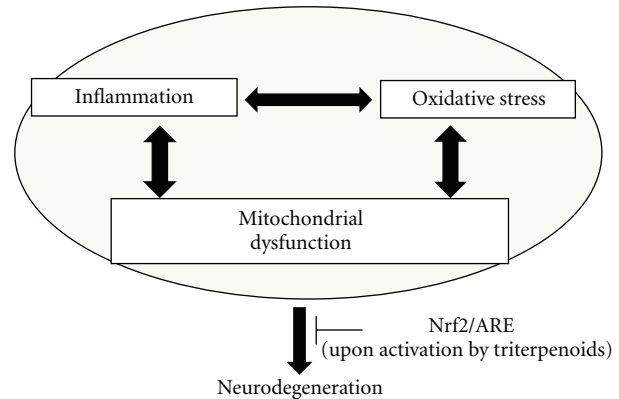 Inflammation
Oxidative stress
Mitochondrial
dysfunction
Nrf2/ARE
(upon activation by triterpenoids)
Neurodegeneration